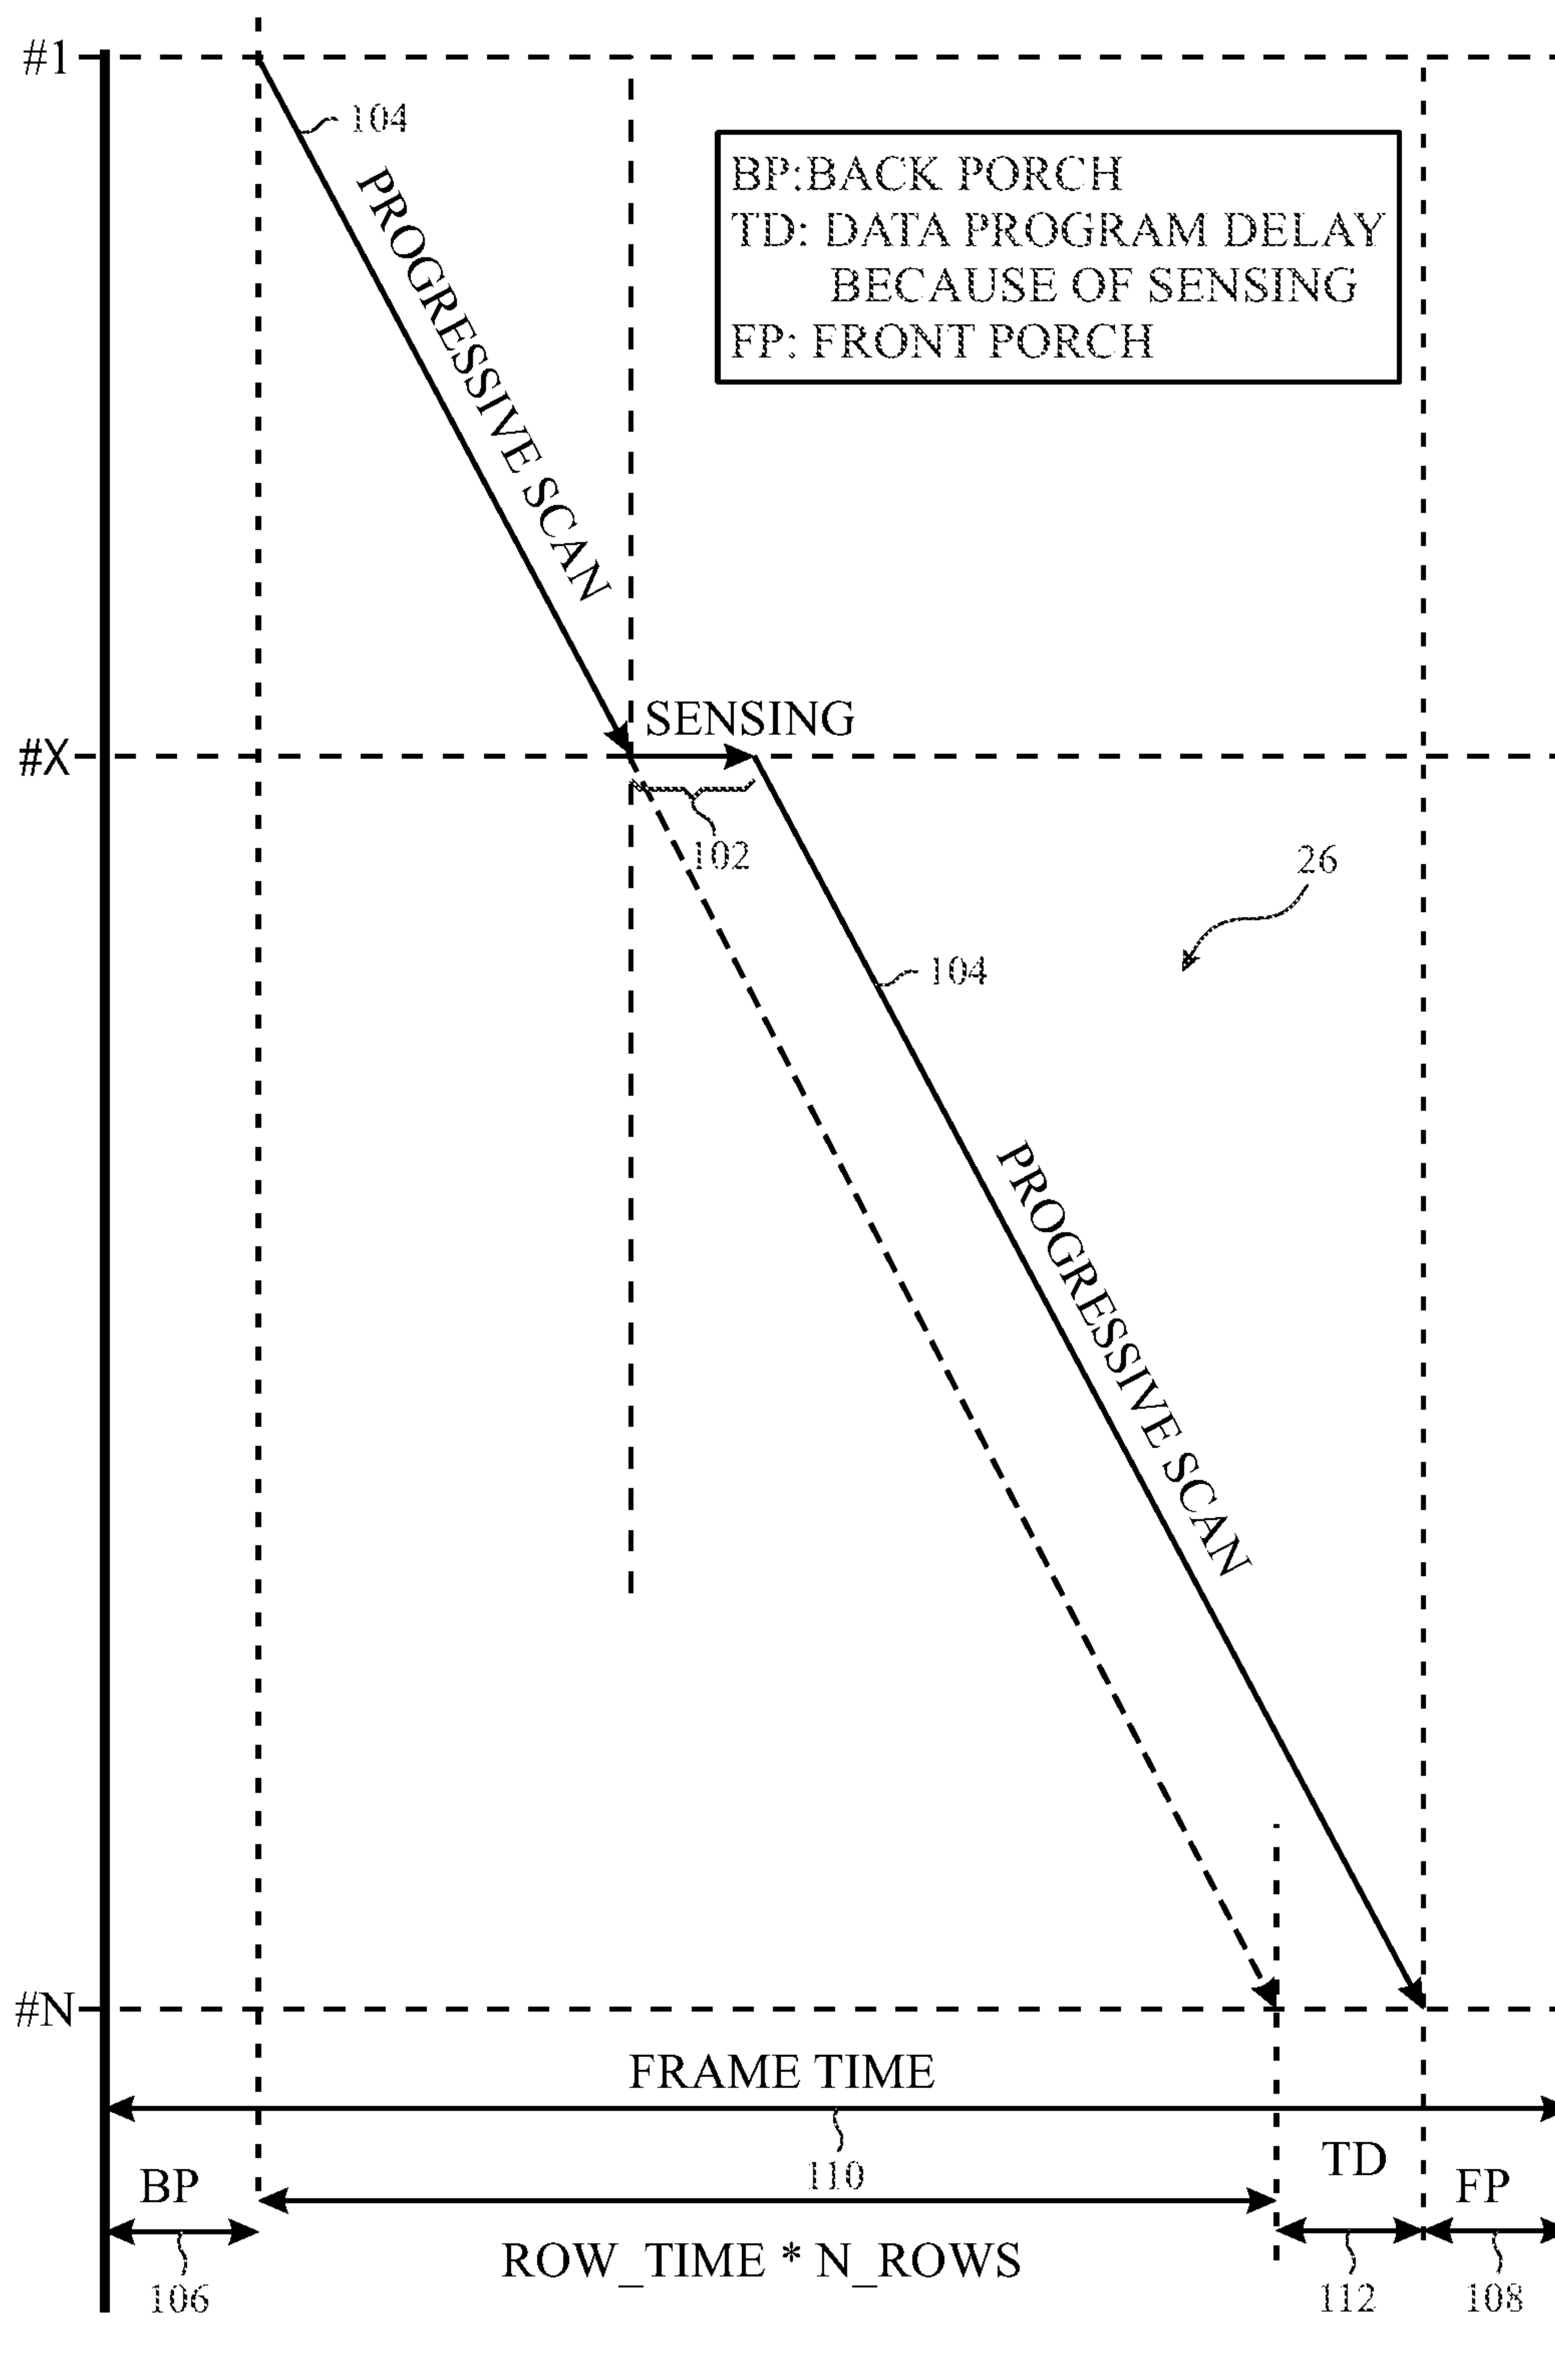 #1
104
PROGRESSIVE SCAN
BP:BACK PORCH
TD: DATA PROGRAM DELAY
BECAUSE OF SENSING
FP: FRONT PORCH
#X
SENSING
102
26
104
PROGRESSIVE SCAN
#N
FRAME TIME
110
BP
TD
FP
ROW_TIME * N_ROWS
106
112
108